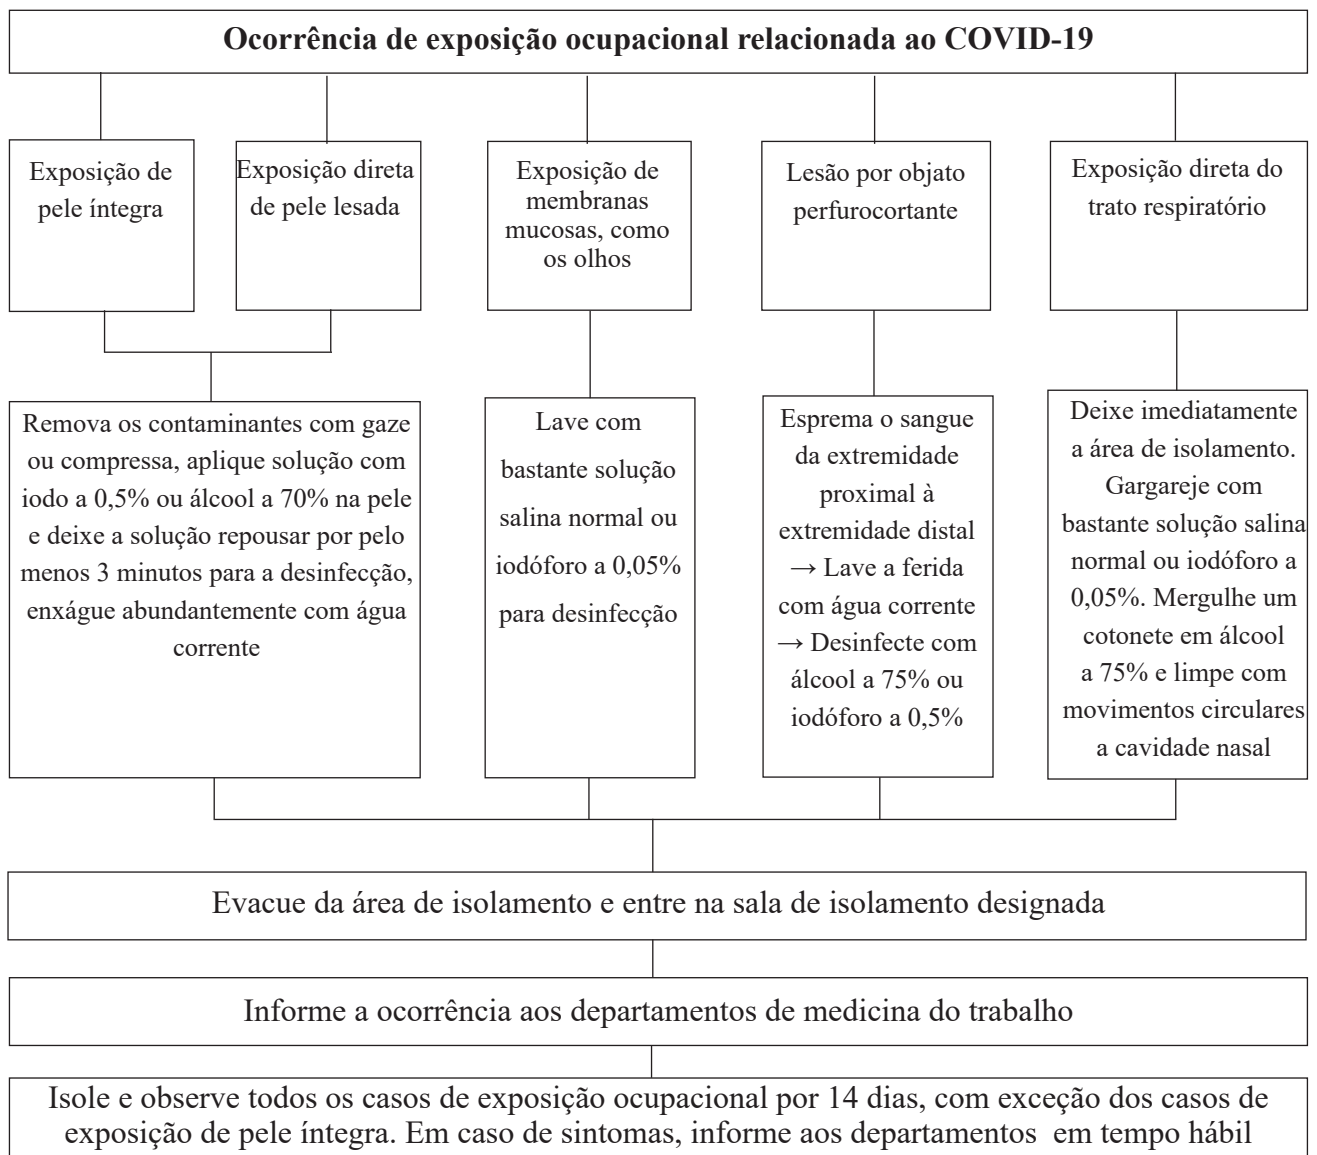 Ocorrência de exposição ocupacional relacionada ao COVID-19
Exposição de
pele íntegra
Exposição direta
de pele lesada
Exposição de
membranas
mucosas, como
os olhos
Lesão por objato
perfurocortante
Exposição direta do
trato respiratório
Remova os contaminantes com gaze
ou compressa, aplique solução com
iodo a 0,5% ou álcool a 70% na pele
e deixe a solução repousar por pelo
menos 3 minutos para a desinfecção,
enxágue abundantemente com água
corrente
Lave com
bastante solução
salina normal ou
iodóforo a 0,05%
para desinfecção
Esprema o sangue
da extremidade
proximal à
extremidade distal
→ Lave a ferida
com água corrente
→ Desinfecte com
álcool a 75% ou
iodóforo a 0,5%
Deixe imediatamente
a área de isolamento.
Gargareje com
bastante solução salina
normal ou iodóforo a
0,05%. Mergulhe um
cotonete em álcool
a 75% e limpe com
movimentos circulares
a cavidade nasal
Evacue da área de isolamento e entre na sala de isolamento designada
Informe a ocorrência aos departamentos de medicina do trabalho
Isole e observe todos os casos de exposição ocupacional por 14 dias, com exceção dos casos de
exposição de pele íntegra. Em caso de sintomas, informe aos departamentos em tempo hábil